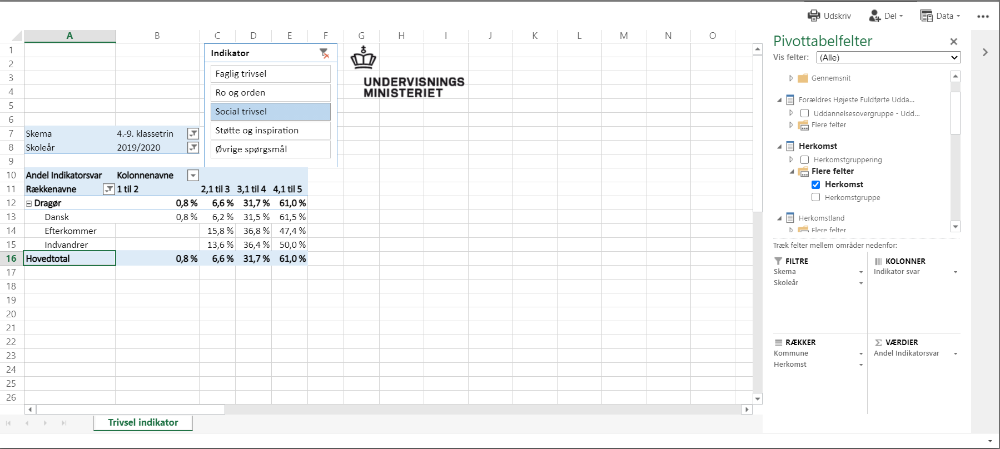 Udskriv Del Data
A B C D E F G H I J K L M N O
1
2
3
4
5
6
7 Skema 4.-9. klassetrin
8 Skoleår 2019/2020
9
Indikator
Faglig trivsel
Ro og orden
Social trivsel
Støtte og inspiration
Øvrige spørgsmål
UNDERVISNINGS
MINISTERIET
10 Andel Indikatorsvar Kolonnenavne
11 Rækkenavne 1 til 2 2,1 til 3 3,1 til 4 4,1 til 5
12 Dragør 0,8 % 6,6 % 31,7 % 61,0 %
13 Dansk 0,8 % 6,2 % 31,5 % 61,5 %
14 Efterkommer 15,8 % 36,8 % 47,4 %
15 Indvandrer 13,6 % 36,4 % 50,0 %
16 Hovedtotal 0,8 % 6,6 % 31,7 % 61,0 %
17
18
19
20
21
22
23
24
25
26
Trivsel indikator
Pivottabelfelter
Vis felter: (Alle)
Gennemsnit
Forældres Højeste Fuldførte Udda...
Uddannelsesovergruppe - Udd...
Flere felter
Herkomst
Herkomstgruppering
Flere felter
Herkomst
Herkomstgruppe
Herkomstland
Flere felter
Træk felter mellem områder nedenfor:
FILTRE
Skema
Skoleår
KOLONNER
Indikator svar
RÆKKER
Kommune
Herkomst
VÆRDIER
Andel Indikatorsvar